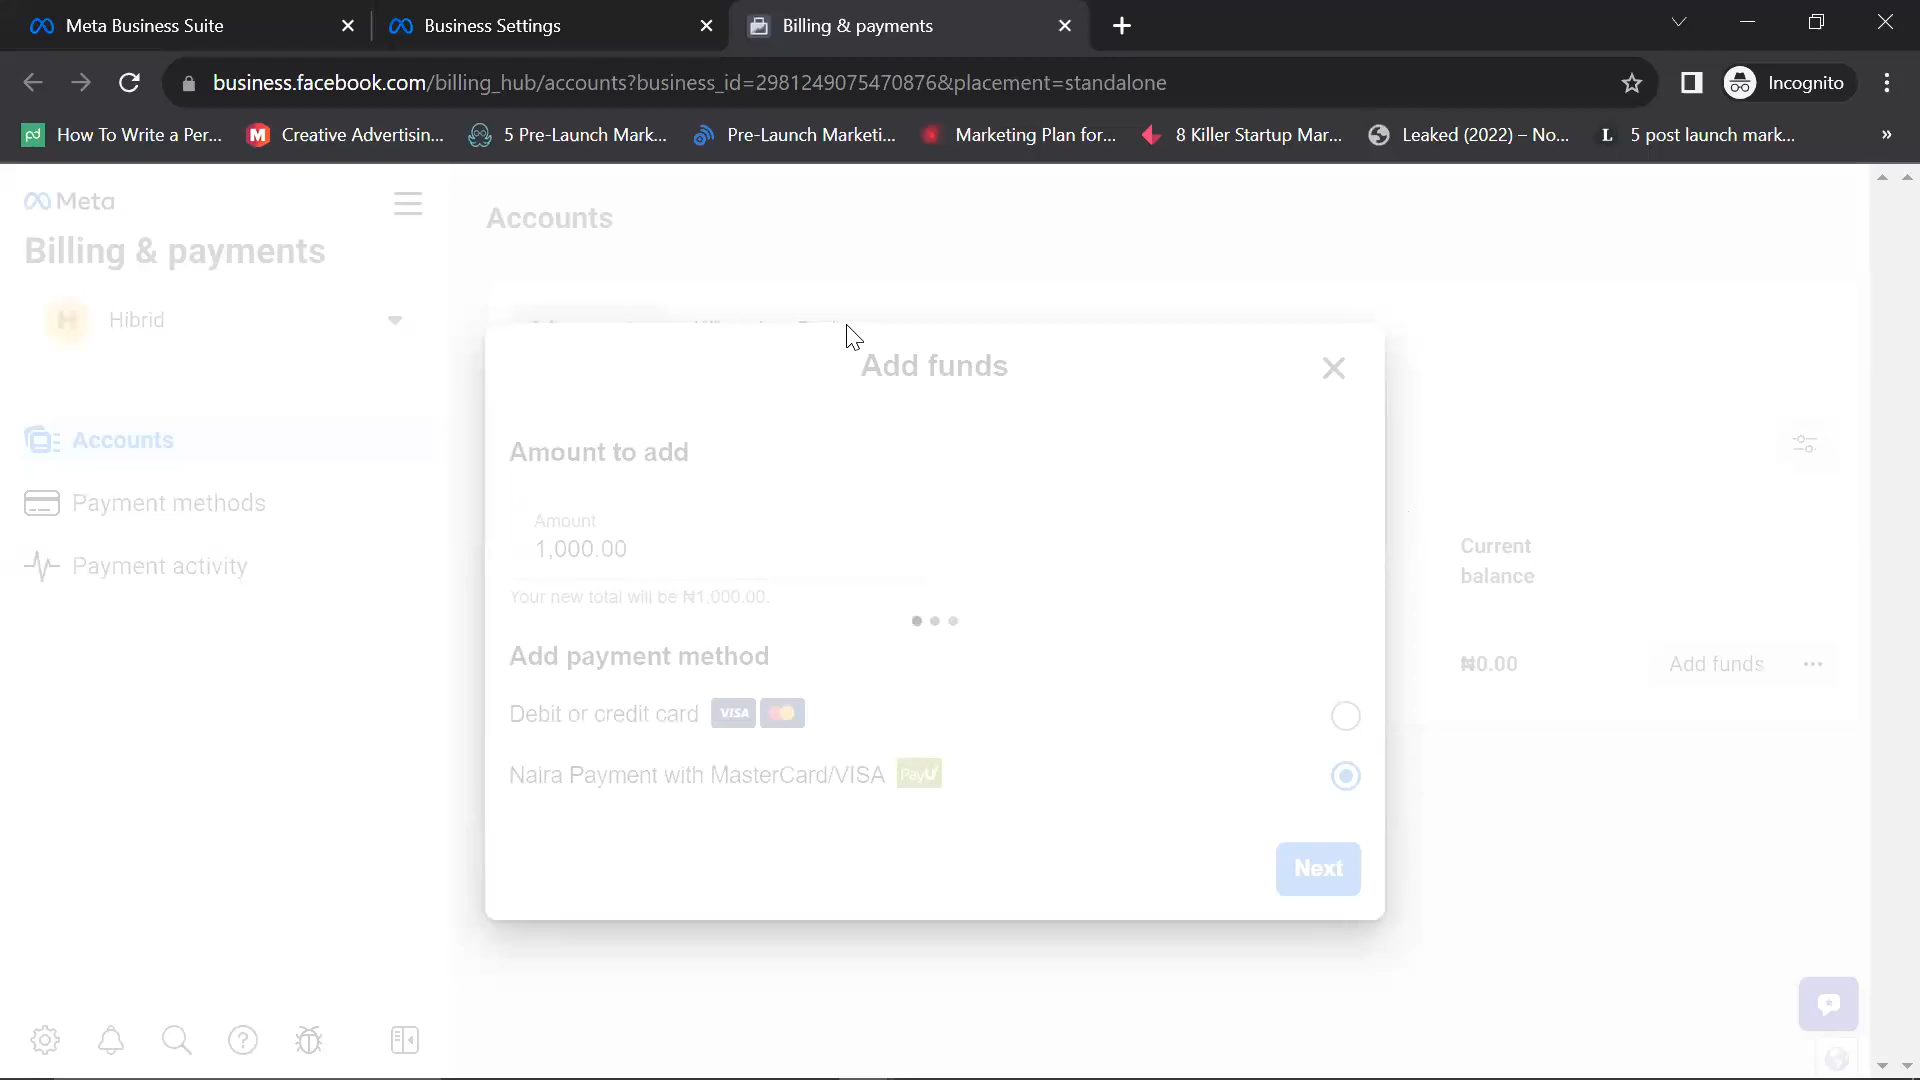 Meta Business Suite
Business Settings
Billing & payments
business.facebook.com/billing_hub/accounts?business_id=2981249075470876&placement=standalone
Incognito
pd How To Write a Per...
M Creative Advertisin...
5 Pre-Launch Mark...
Pre-Launch Marketi...
Marketing Plan for...
8 Killer Startup Mar...
Leaked (2022) – No...
L 5 post launch mark...
»
Meta
Billing & payments
H Hibrid
Accounts
Payment methods
Payment activity
Accounts
Add funds
Amount to add
Amount
1,000.00
Your new total will be ₦1,000.00.
Add payment method
Debit or credit card VISA
Naira Payment with MasterCard/VISA PayU
Next
Current
balance
₦0.00
Add funds